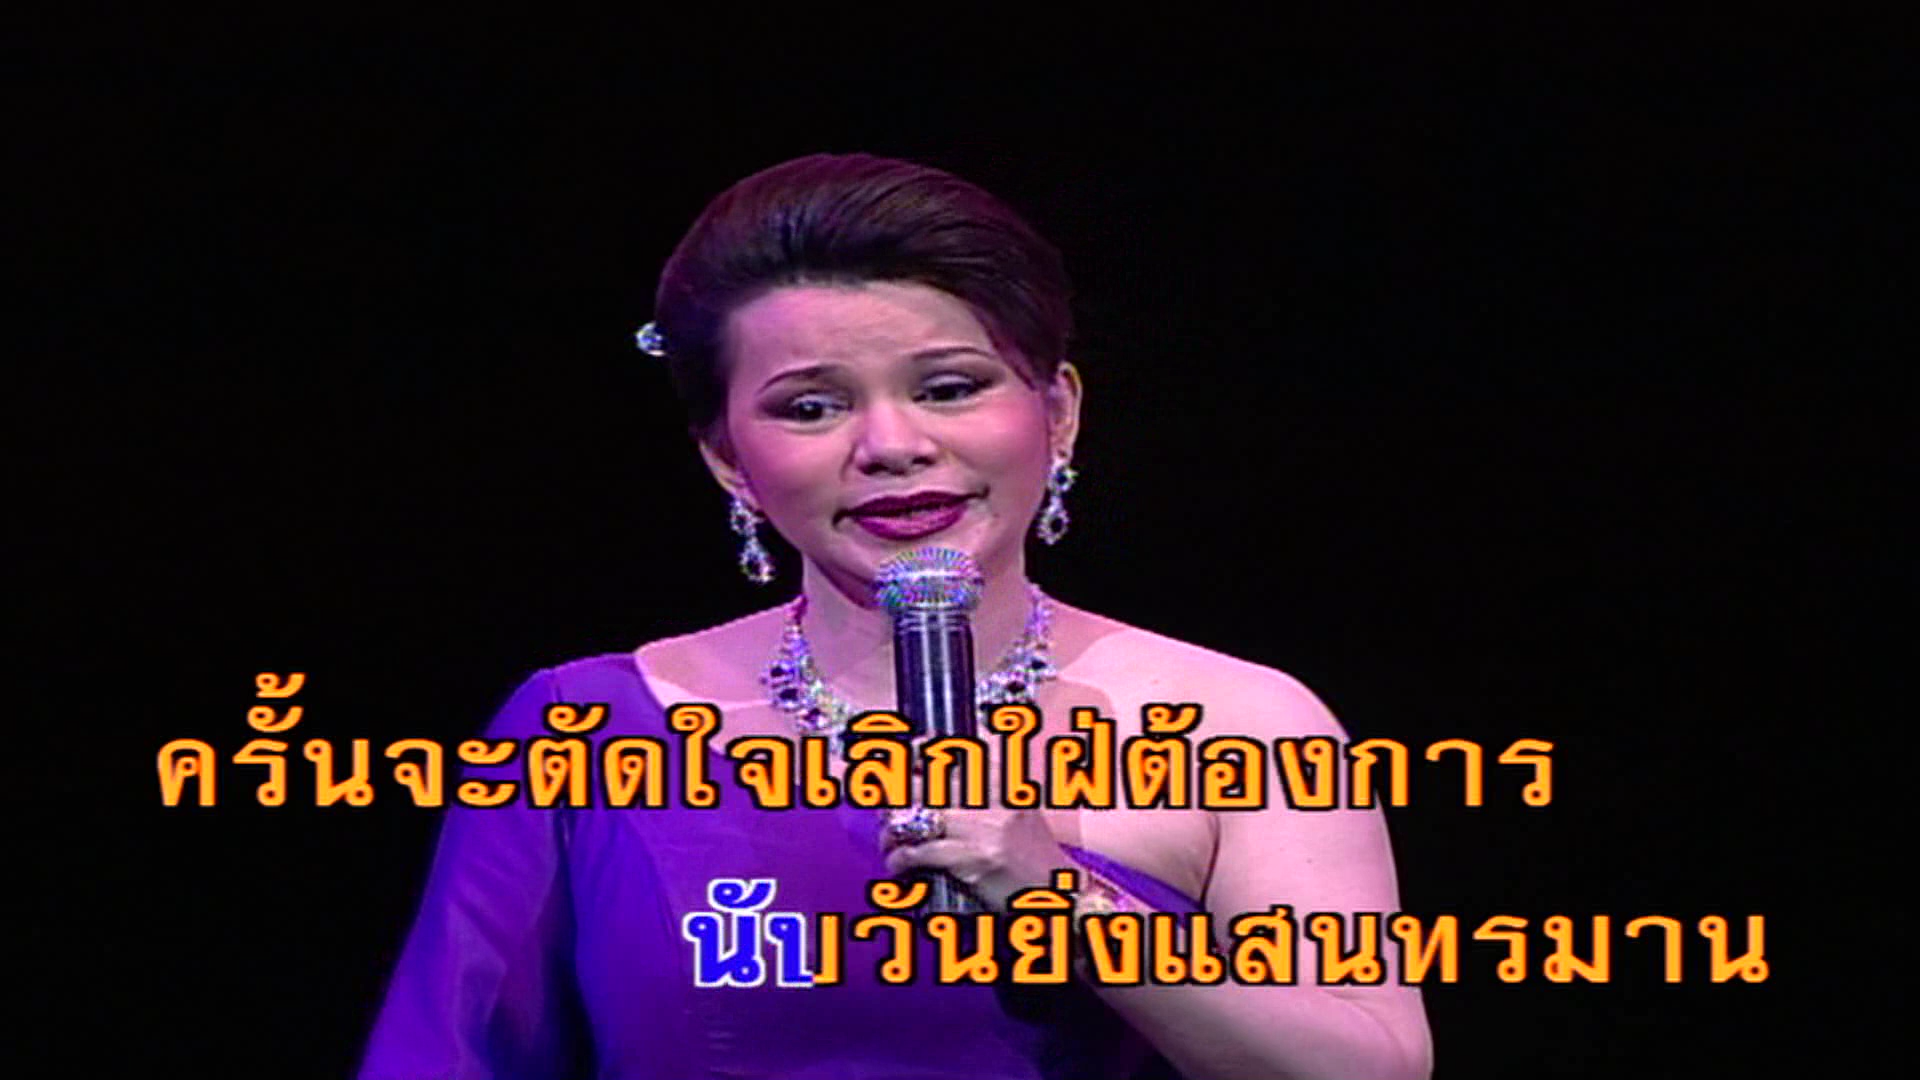 ครั้นจะตัดใจเลิกใฝ่ต้องการ
นับวันยิ่งแสนทรมาน